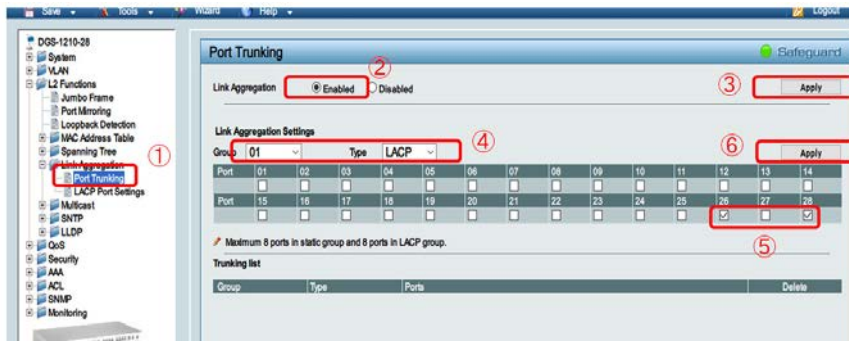 Save Tools Wizard Help Logout
DGS-1210-28
System
VLAN
L2 Functions
Jumbo Frame
Port Mirroring
Loopback Detection
MAC Address Table
Spanning Tree
Link Aggregation
Port Trunking
LACP Port Settings
Multicast
SNTP
LLDP
QoS
Security
AAA
ACL
SNMP
Monitoring
①
Port Trunking Safeguard
②
Link Aggregation Enabled Disabled ③ Apply
Link Aggregation Settings
Group 01 Type LACP ④ ⑥ Apply
Port 01 02 03 04 05 06 07 08 09 10 11 12 13 14
Port 15 16 17 18 19 20 21 22 23 24 25 26 27 28
⑤
Maximum 8 ports in static group and 8 ports in LACP group.
Trunking list
Group Type Ports Delete